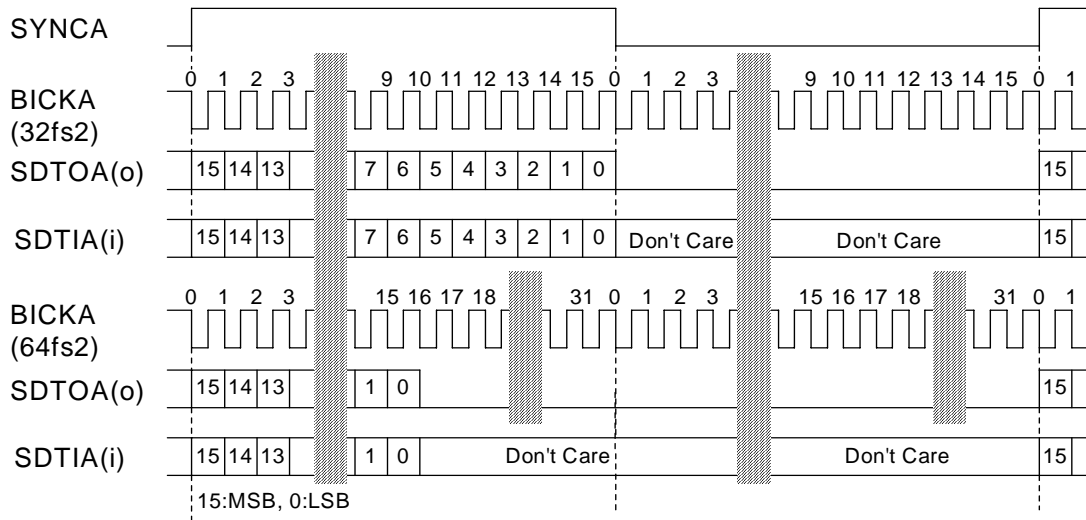 SYNCA
0 1 2 3 9 10 11 12 13 14 15 0 1 2 3 9 10 11 12 13 14 15 0 1
BICKA
(32fs2)
SDTOA(o) 15 14 13 7 6 5 4 3 2 1 0 15
SDTIA(i) 15 14 13 7 6 5 4 3 2 1 0 Don't Care Don't Care 15
0 1 2 3 15 16 17 18 31 0 1 2 3 15 16 17 18 31 0 1
BICKA
(64fs2)
SDTOA(o) 15 14 13 1 0 15
SDTIA(i) 15 14 13 1 0 Don't Care Don't Care 15
15:MSB, 0:LSB